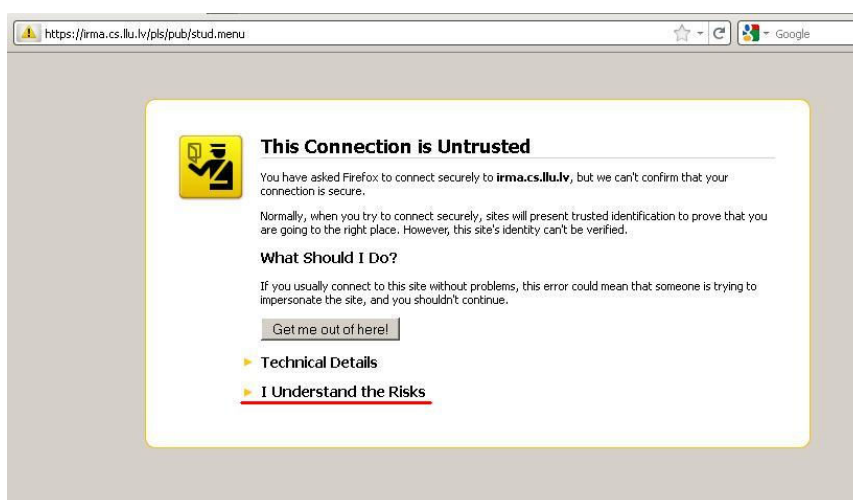 https://irma.cs.llu.lv/pls/pub/stud.menu
Google
This Connection is Untrusted
You have asked Firefox to connect securely to irma.cs.llu.lv, but we can't confirm that your
connection is secure.
Normally, when you try to connect securely, sites will present trusted identification to prove that you
are going to the right place. However, this site's identity can't be verified.
What Should I Do?
If you usually connect to this site without problems, this error could mean that someone is trying to
impersonate the site, and you shouldn't continue.
Get me out of here!
Technical Details
I Understand the Risks